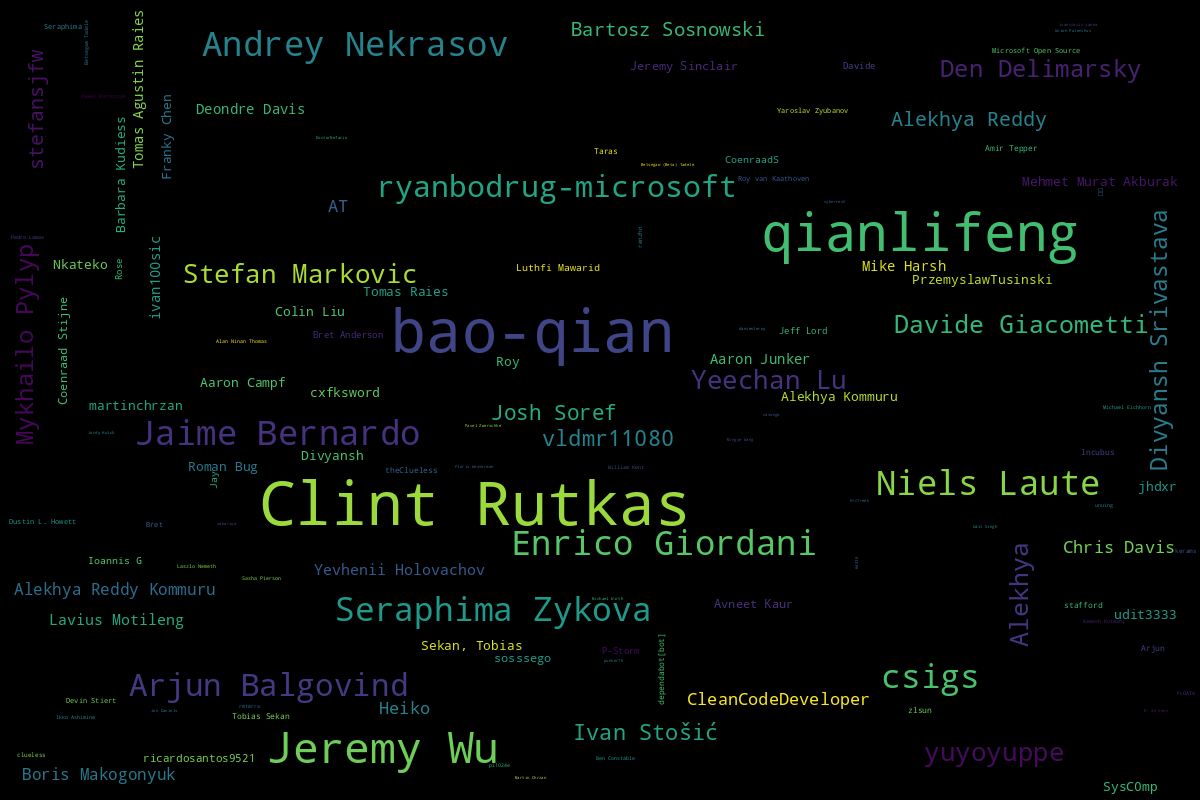 Seraphima
Andrey Nekrasov
Bartosz Sosnowski
Microsoft Open Source
Jeremy Sinclair
Davide
Den Delimarsky
stefansjfw
Tomas Agustin Raies
Franky Chen
Barbara Kudiess
Deondre Davis
Yaroslav Zyubanov
Alekhya Reddy
Taras
CoenraadS
Amir Tepper
ryanbodrug-microsoft
Roy van Kaathoven
Mehmet Murat Akburak
AT
qianlifeng
Mykhailo Pylyp
Nkateko
Rose
ivan100sic
Stefan Markovic
Luthfi Mawarid
Mike Harsh
PrzemyslawTusinski
Divyansh Srivastava
Tomas Raies
Coenraad Stijne
Colin Liu
bao-qian
Bret Anderson
Jeff Lord
Davide Giacometti
Alan Ninan Thomas
Roy
Aaron Junker
Aaron Campf
cxfksword
Yeechan Lu
Alekhya Kommuru
martinchrzan
Josh Soref
Michael Eichhorn
Jaime Bernardo
vldmr11080
Divyansh
Incubus
Roman Bug
Jay
theClueless
William Kent
Niels Laute
jhdxr
Clint Rutkas
Dustin L. Howett
Bret
Enrico Giordani
Chris Davis
Ioannis G
Laszlo Nemeth
Yevhenii Holovachov
Sasha Pierson
Alekhya
Alekhya Reddy Kommuru
Seraphima Zykova
Avneet Kaur
stafford
udit3333
Lavius Motileng
Sekan, Tobias
P-Storm
dependabot[bot]
Arjun
sosssego
csigs
Arjun Balgovind
CleanCodeDeveloper
Devin Stiert
Heiko
zlsun
Ikko Ashimine
Tobias Sekan
Ivan Stošić
Jeremy Wu
yuyoyuppe
clueless
ricardosantos9521
Ben Constable
Boris Makogonyuk
SysC0mp